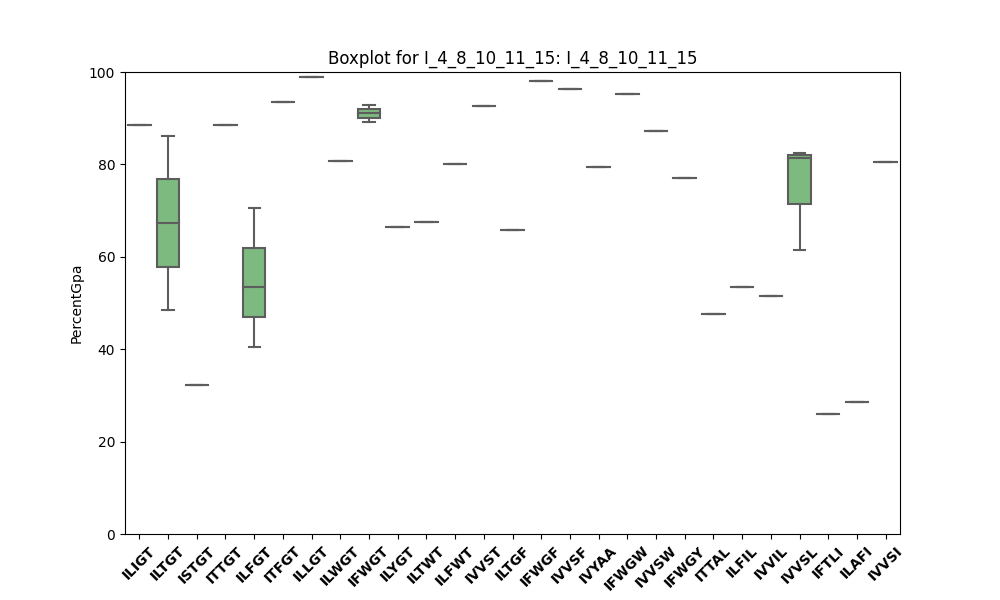 Boxplot for I_4_8_10_11_15: I_4_8_10_11_15
100
80
60
40
20
0
PercentGpa
ILIGT
ILTGT
ISTGT
ITTGT
ILFGT
ITFGT
ILLGT
ILWGT
IFWGT
ILYGT
ILTWT
ILFWT
IVVST
ILTGF
IFWGF
IVVSF
IVYAA
IFWGW
IVVSW
IFWGY
ITTAL
ILFIL
IVVIL
IVVSL
IFTLI
ILAFI
IVVSI